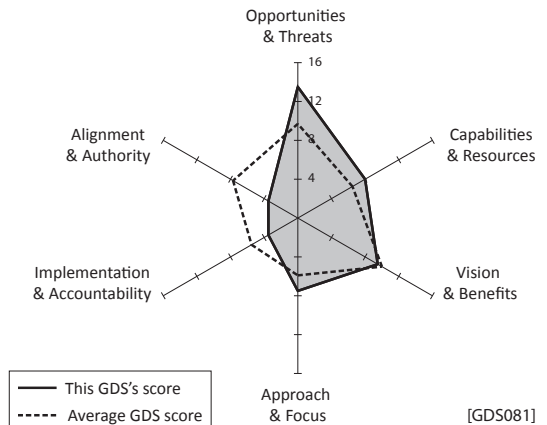 Opportunities
& Threats
16
12
8
4
Alignment
& Authority
Capabilities
& Resources
Implementation
& Accountability
Vision
& Benefits
Approach
& Focus
This GDS's score
Average GDS score
[GDS081]